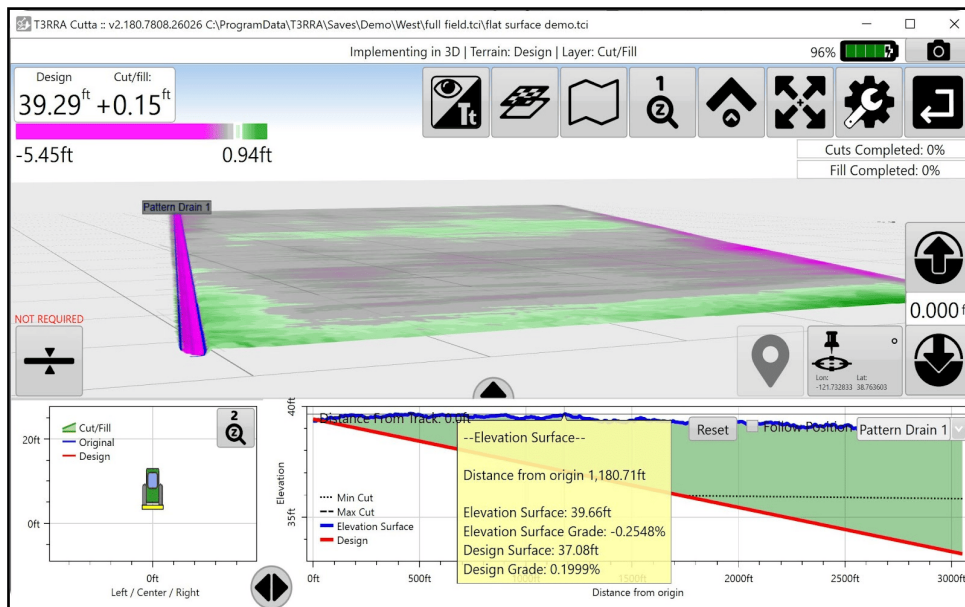 T3RRA Cutta :: v2.180.7808.26026 C:\ProgramData\T3RRA\Saves\Demo\West\full field.tci\flat surface demo.tci
Implementing in 3D | Terrain: Design | Layer: Cut/Fill
96%
Design Cut/fill:
39.29ft +0.15ft
-5.45ft 0.94ft
Tt
1
Z
Cuts Completed: 0%
Fill Completed: 0%
Pattern Drain 1
NOT REQUIRED
0.000 f
Lon: Lat:
-121.732833 38.763603
Cut/Fill
Original
Design
2
Z
20ft
0ft
0ft
Left / Center / Right
Elevation
40ft
35ft
Distance From Track: 0.0ft
Reset
Follow Position
Pattern Drain 1
Min Cut
Max Cut
Elevation Surface
Design
--Elevation Surface--
Distance from origin 1,180.71ft
Elevation Surface: 39.66ft
Elevation Surface Grade: -0.2548%
Design Surface: 37.08ft
Design Grade: 0.1999%
0ft 500ft 1000ft 1500ft 2000ft 2500ft 3000ft
Distance from origin